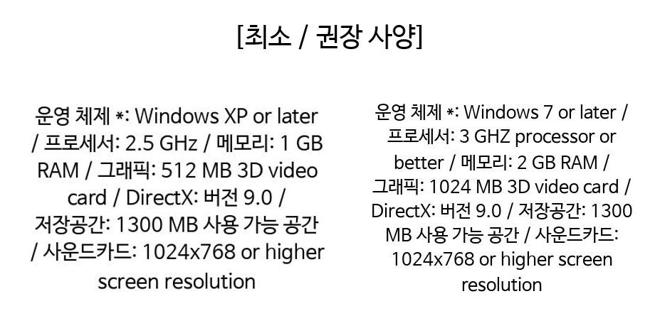 [최소 / 권장 사양]
운영 체제 *: Windows XP or later
/ 프로세서: 2.5 GHz / 메모리: 1 GB
RAM / 그래픽: 512 MB 3D video
card / DirectX: 버전 9.0 /
저장공간: 1300 MB 사용 가능 공간
/ 사운드카드: 1024x768 or higher
screen resolution
운영 체제 *: Windows 7 or later /
프로세서: 3 GHZ processor or
better / 메모리: 2 GB RAM /
그래픽: 1024 MB 3D video card /
DirectX: 버전 9.0 / 저장공간: 1300
MB 사용 가능 공간 / 사운드카드:
1024x768 or higher screen
resolution